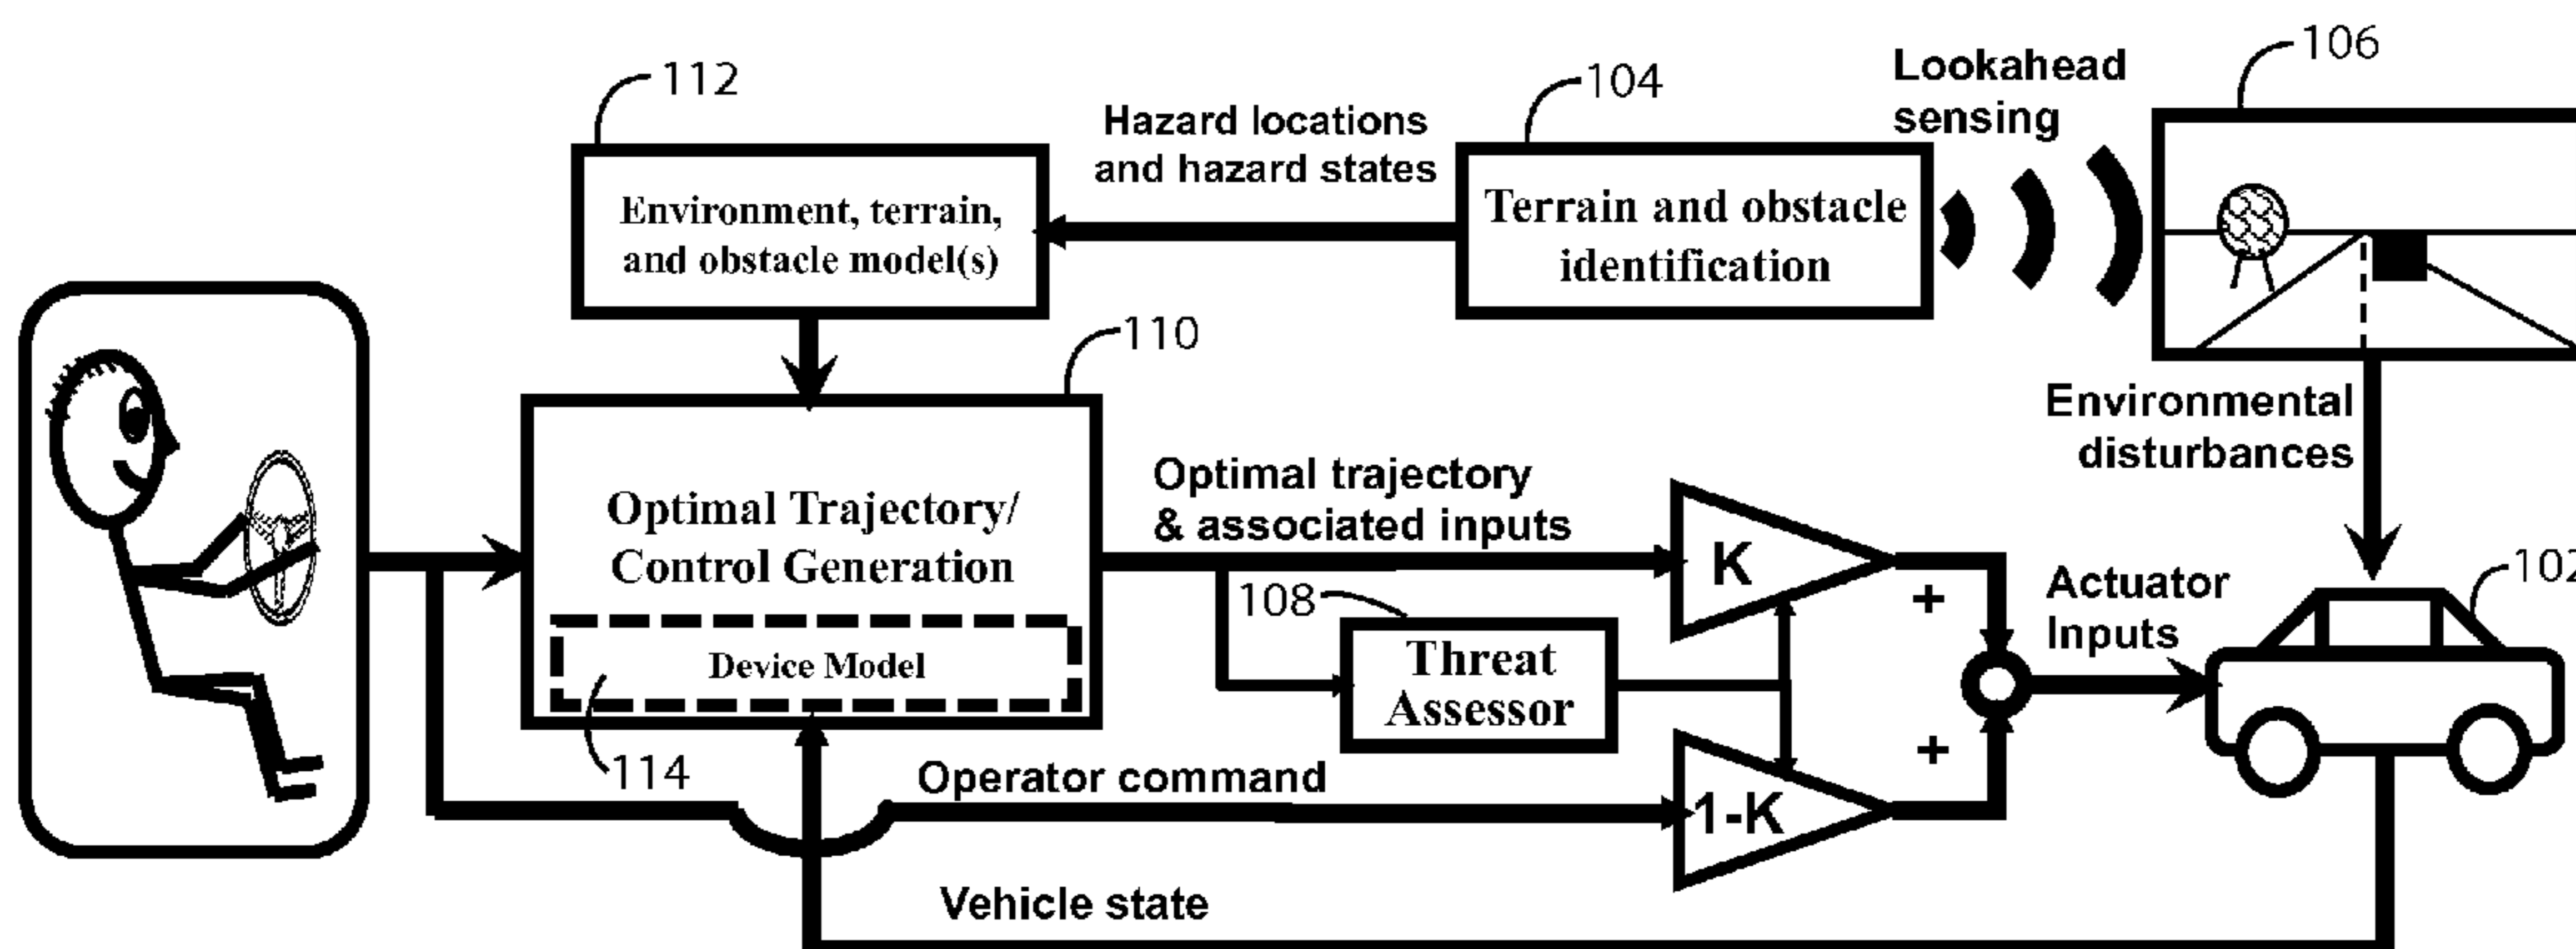 106
112
104
Lookahead
sensing
Hazard locations
and hazard states
Environment, terrain,
and obstacle model(s)
Terrain and obstacle
identification
110
Environmental
disturbances
Optimal Trajectory/
Control Generation
Optimal trajectory
& associated inputs
K
108
+
Actuator
Inputs
102
Device Model
Threat
Assessor
114
Operator command
+
1-K
Vehicle state